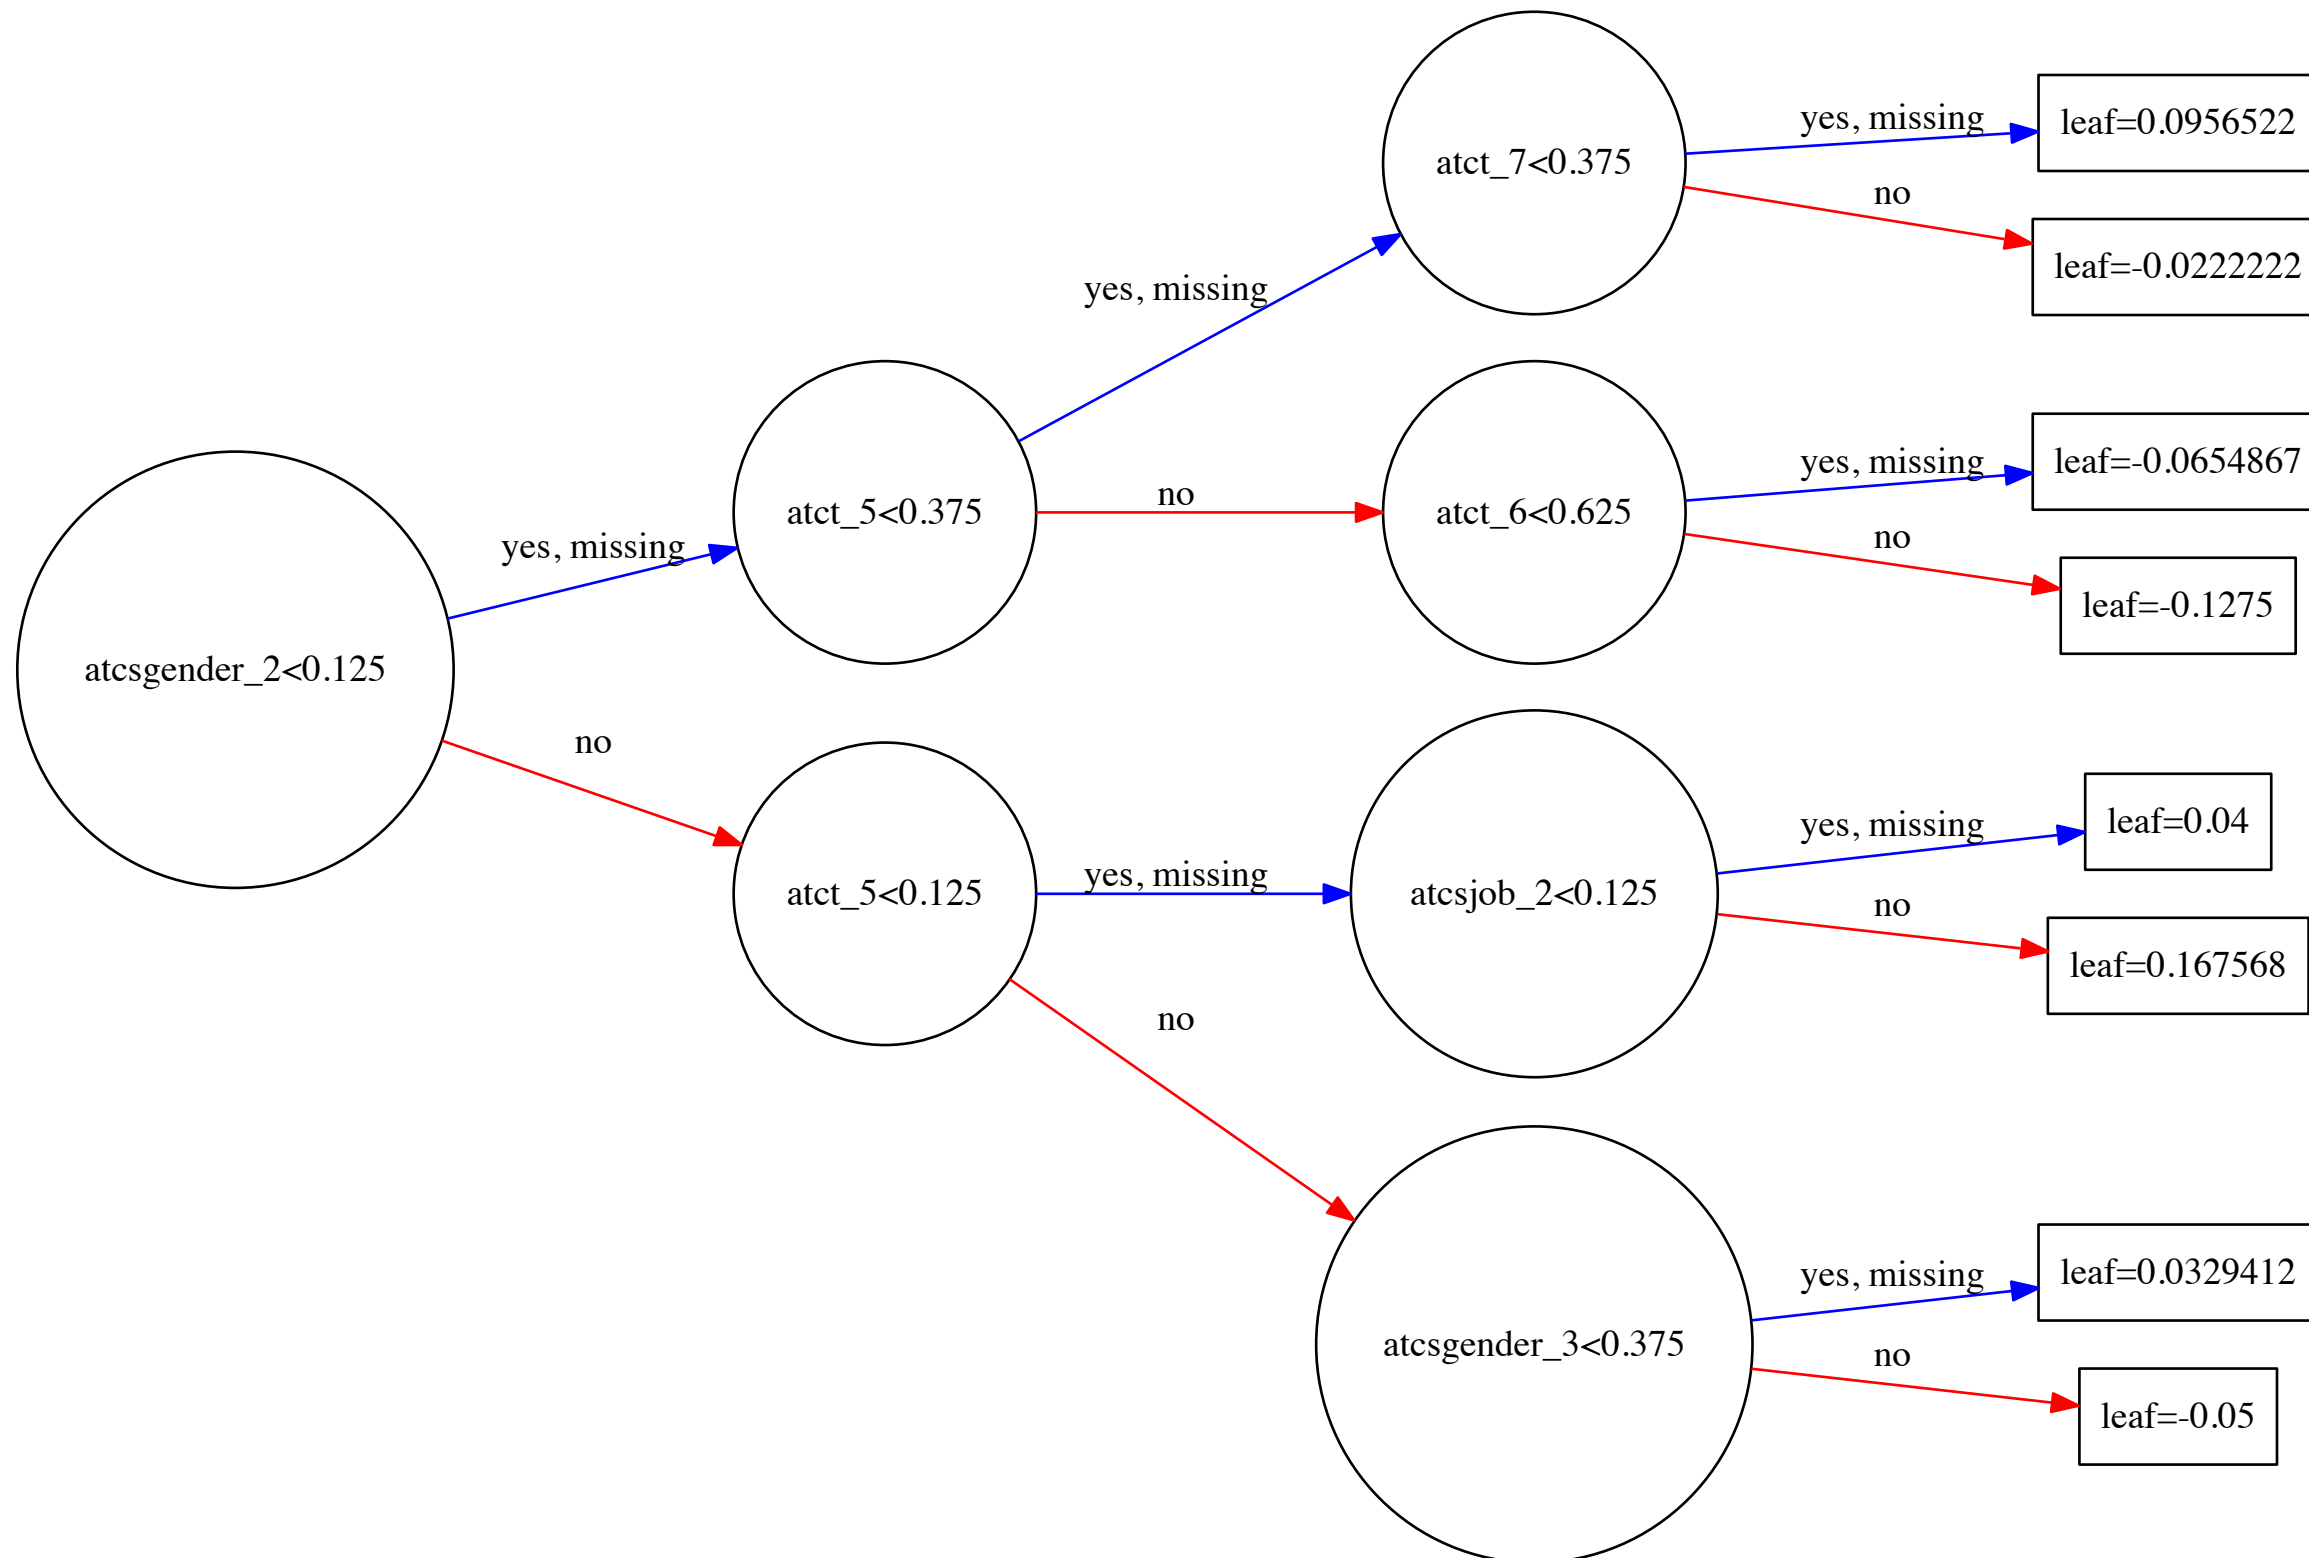 atct_7<0.375
yes, missing
leaf=0.0956522
no
leaf=-0.0222222
yes, missing
atct_5<0.375
no
atct_6<0.625
yes, missing
leaf=-0.0654867
no
leaf=-0.1275
atcsgender_2<0.125
yes, missing
no
atct_5<0.125
yes, missing
atcsjob_2<0.125
yes, missing
leaf=0.04
no
leaf=0.167568
no
atcsgender_3<0.375
yes, missing
leaf=0.0329412
no
leaf=-0.05